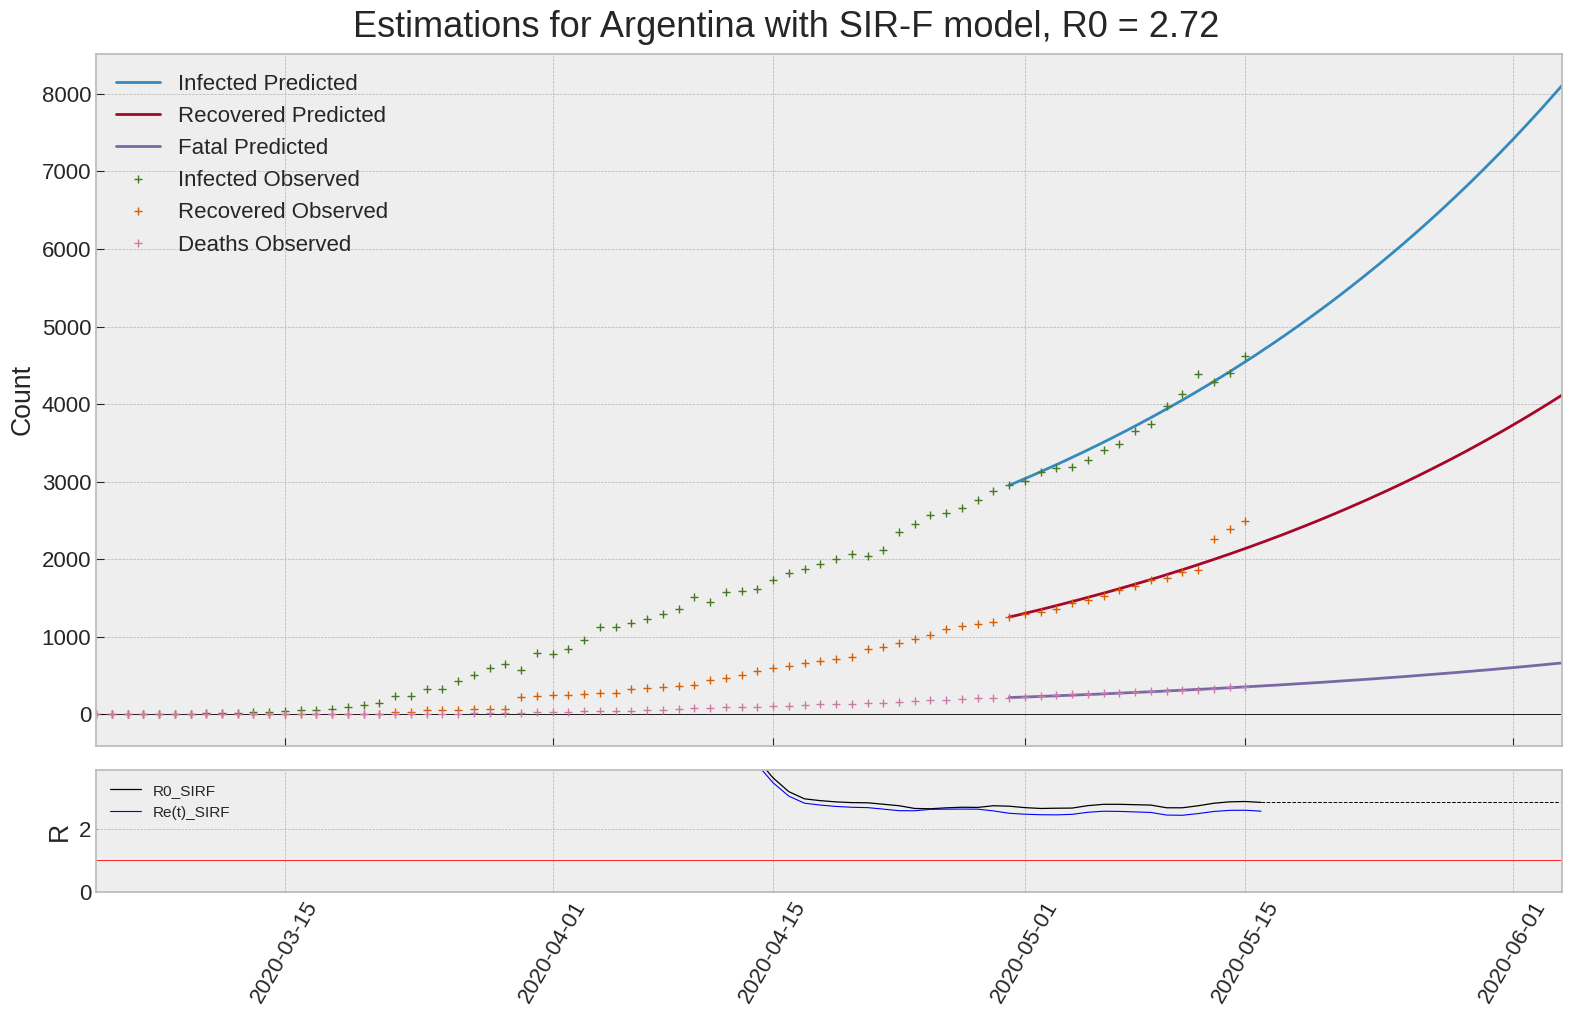 Estimations for Argentina with SIR-F model, R0 = 2.72
Infected Predicted
Recovered Predicted
Fatal Predicted
Infected Observed
Recovered Observed
Deaths Observed
8000
7000
6000
5000
4000
3000
2000
1000
0
Count
R0_SIRF
Re(t)_SIRF
2
0
R
2020-03-15
2020-04-01
2020-04-15
2020-05-01
2020-05-15
2020-06-01